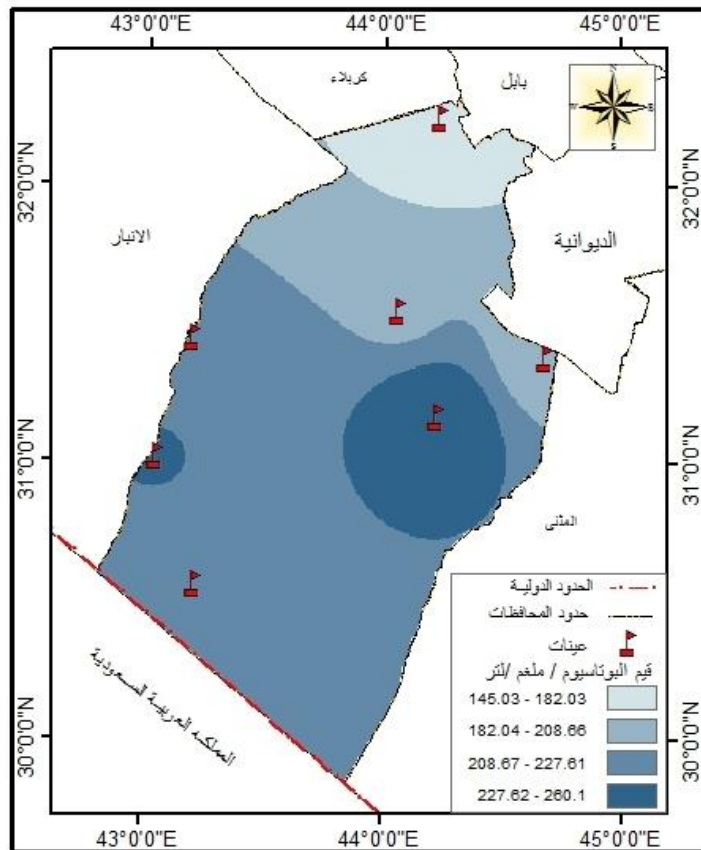 43°0'0"E 44°0'0"E 45°0'0"E
كربلاء
بابل
N
W E
S
32°0'0"N 32°0'0"N
الانبار
الديوانية
31°0'0"N 31°0'0"N
المثنى
الحدود الدولية
حدود المحافظات
عينات
قيم البوتاسيوم / ملغم /لتر
145.03 - 182.03
182.04 - 208.66
208.67 - 227.61
227.62 - 260.1
المملكه العربية السعودية
30°0'0"N 30°0'0"N
43°0'0"E 44°0'0"E 45°0'0"E